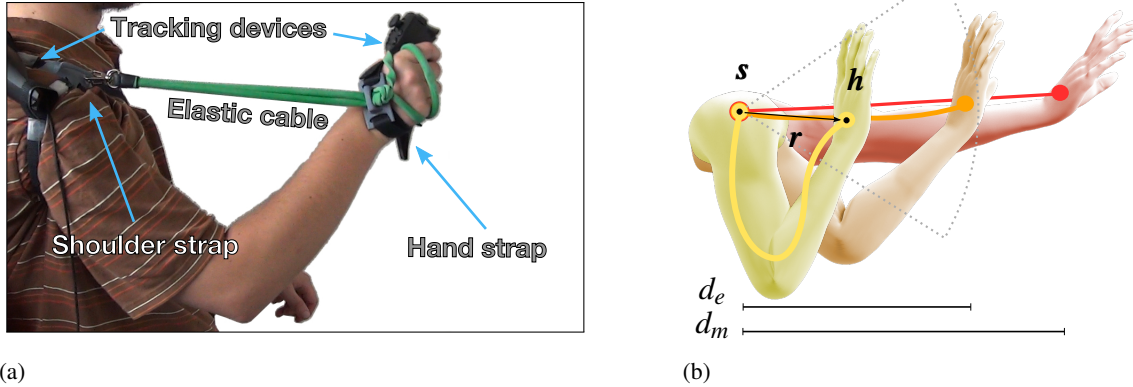 Tracking devices
Elastic cable
Shoulder strap
Hand strap
s
h
r
d_e
d_m
(a)
(b)